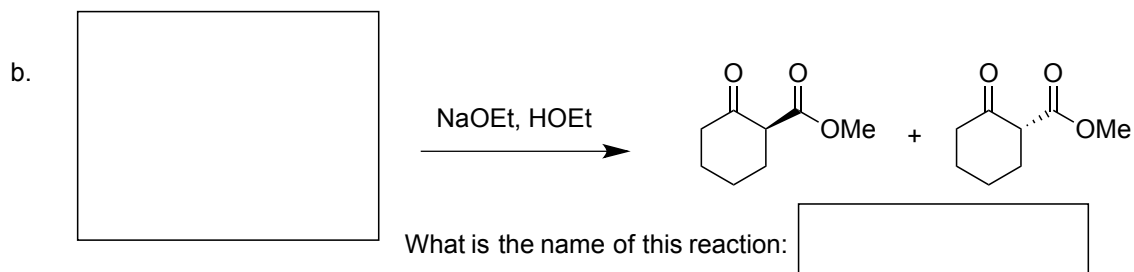 b.
NaOEt, HOEt
O
O
OMe
+
O
O
OMe
What is the name of this reaction: